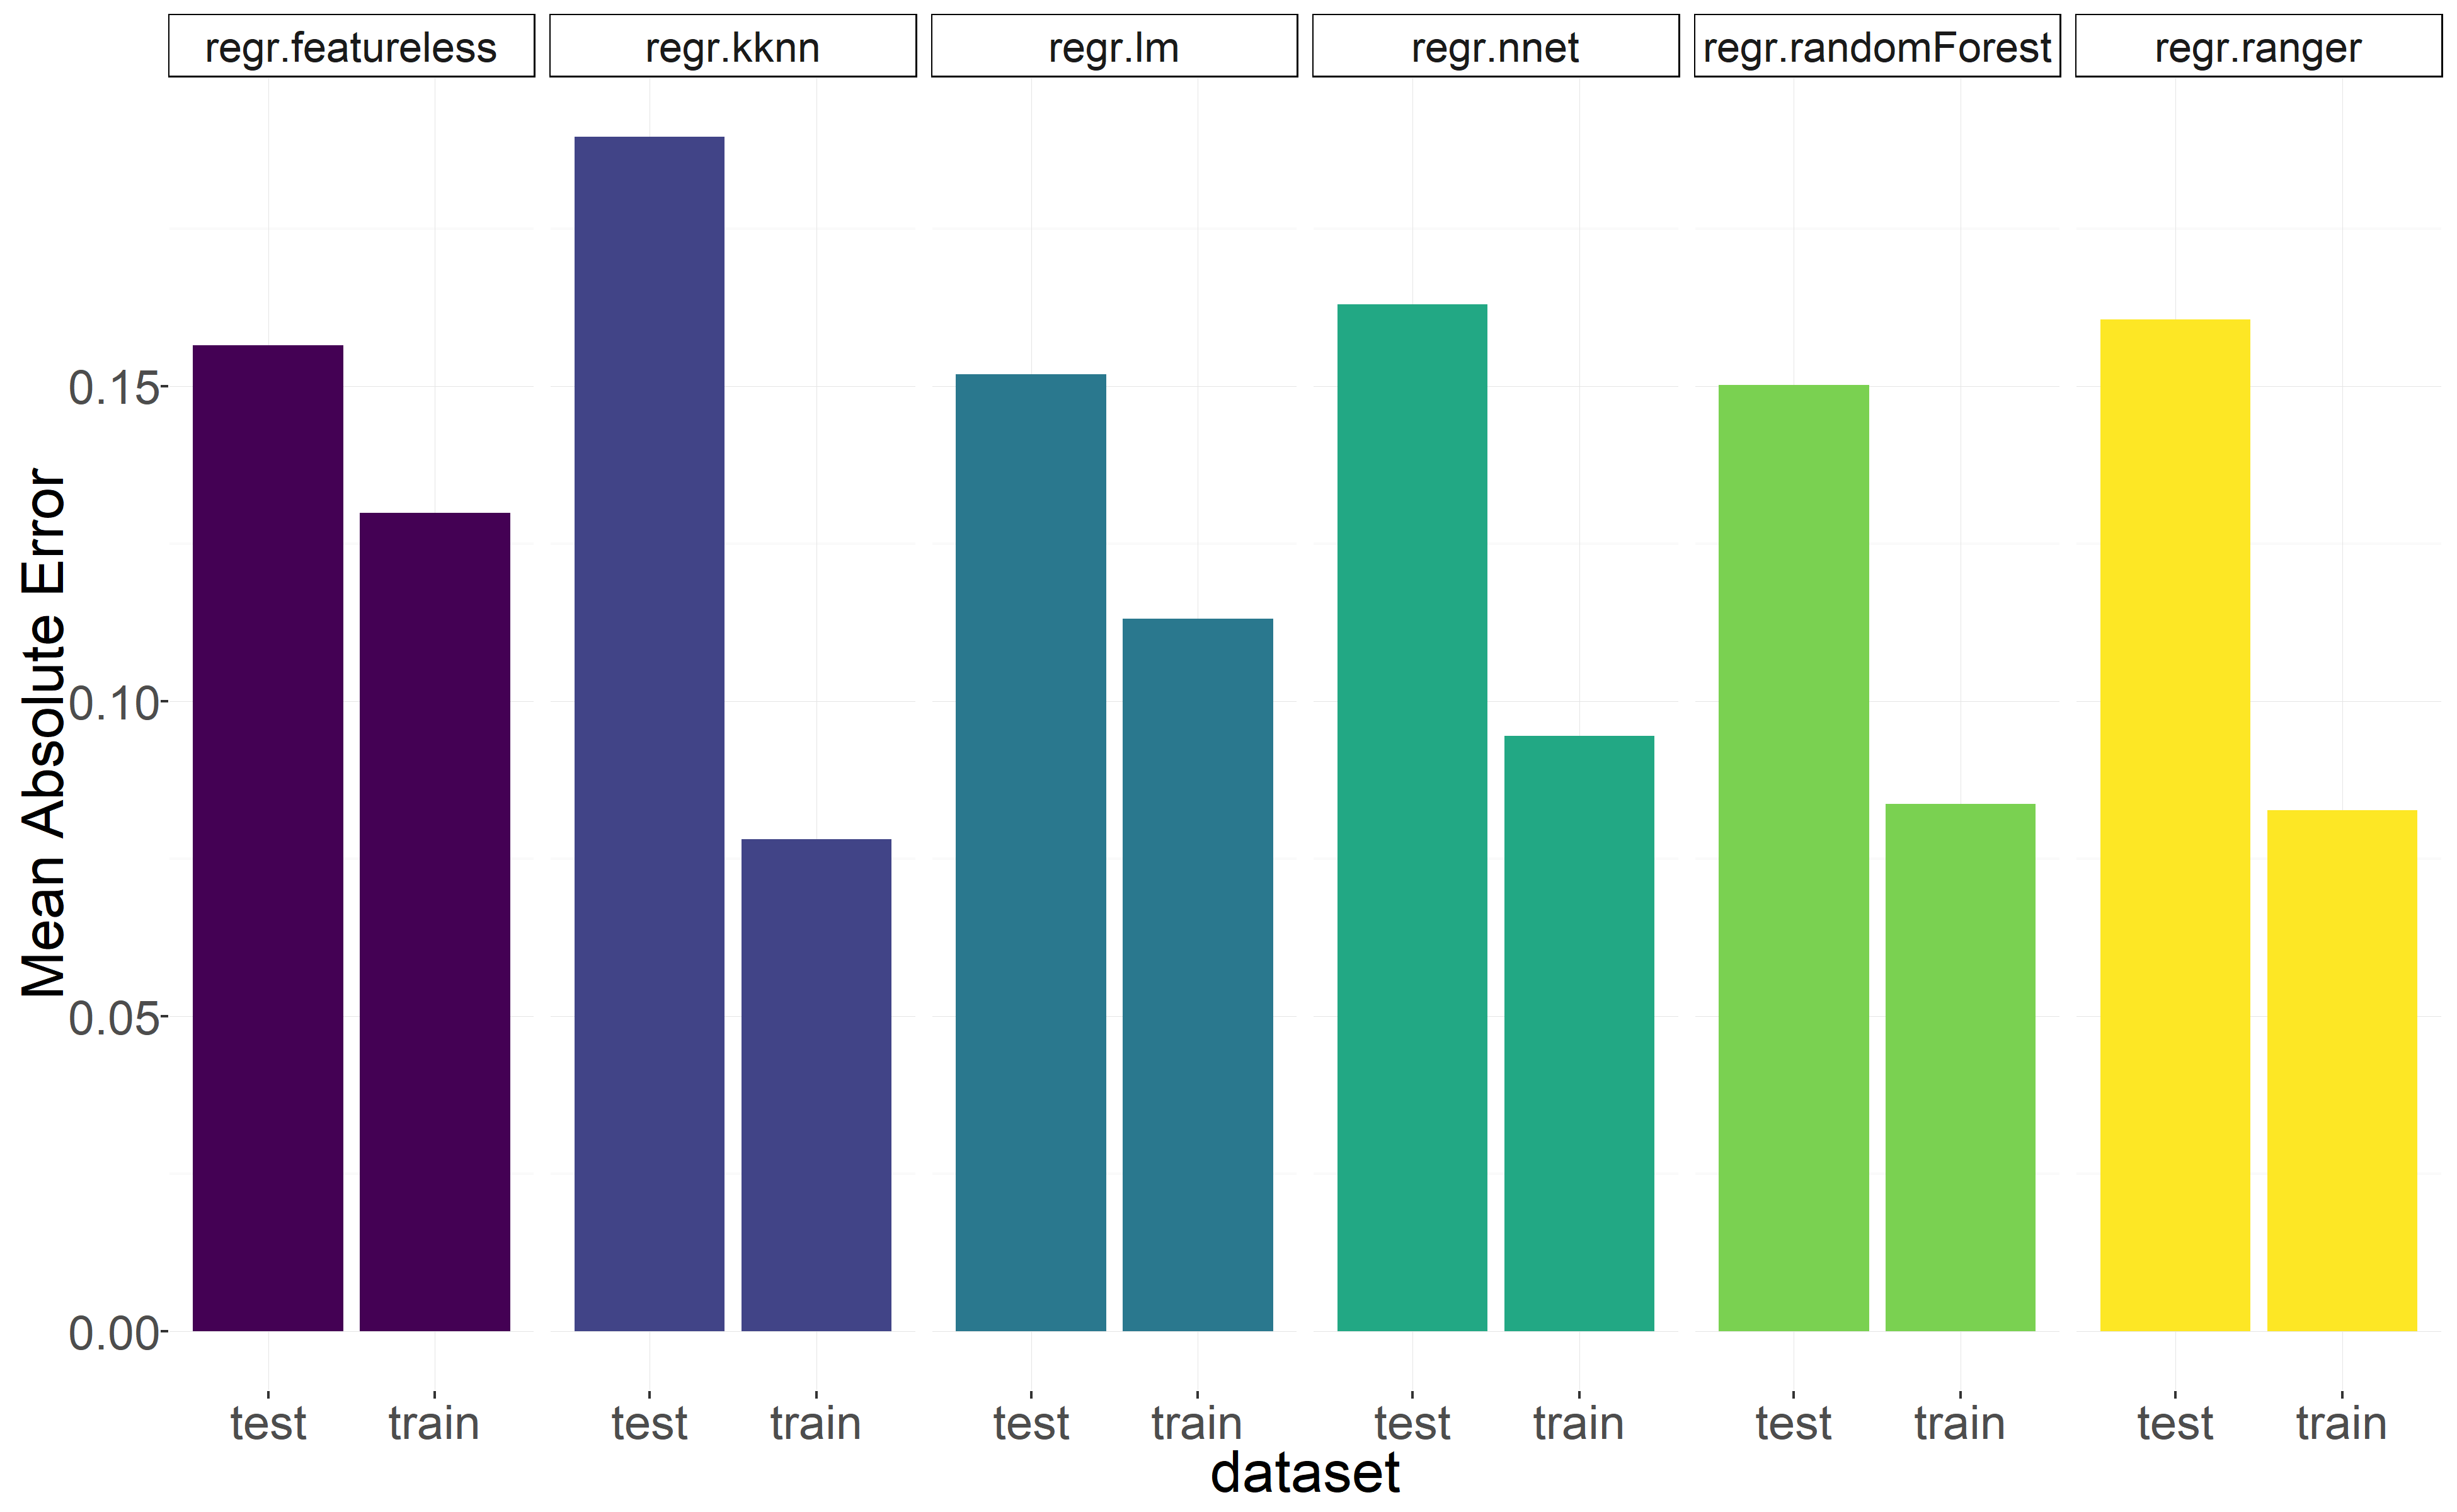 regr.featureless regr.kknn regr.lm regr.nnet regr.randomForest regr.ranger
Mean Absolute Error
0.15
0.10
0.05
0.00
test train test train test train test train test train test train
dataset